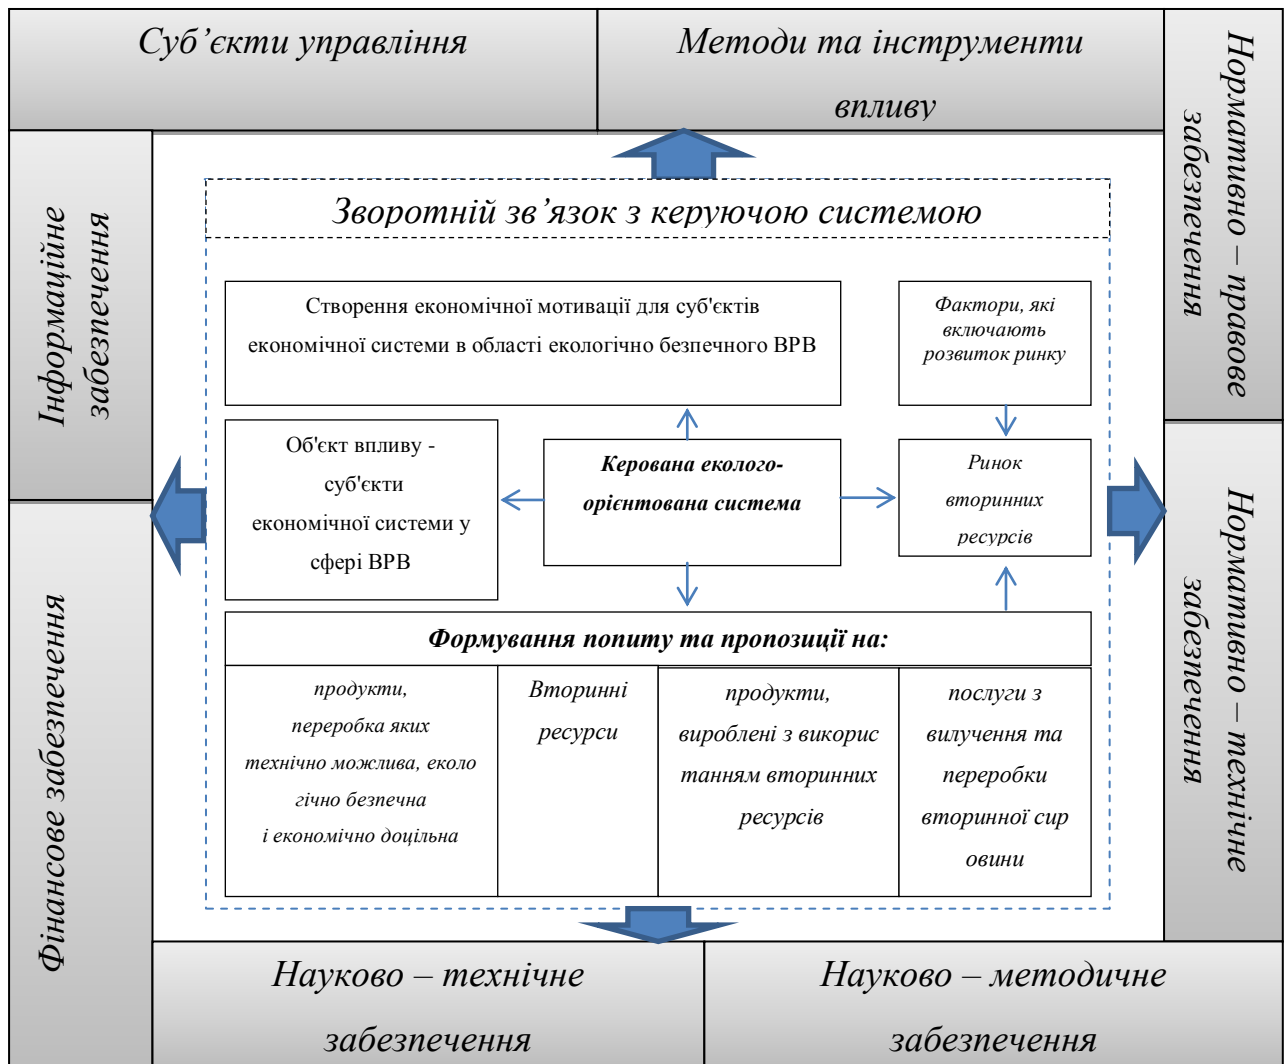 Суб’єкти управління
Методи та інструменти
впливу
Нормативно – правове
забезпечення
Інформаційне
забезпечення
Зворотній зв’язок з керуючою системою
Створення економічної мотивації для суб'єктів
економічної системи в області екологічно безпечного ВРВ
Фактори, які
включають
розвиток ринку
Об'єкт впливу -
суб'єкти
економічної системи у
сфері ВРВ
Керована еколого-
орієнтована система
Ринок
вторинних
ресурсів
Нормативно – технічне
забезпечення
Фінансове забезпечення
Формування попиту та пропозиції на:
продукти,
переробка яких
технічно можлива, еколо
гічно безпечна
і економічно доцільна
Вторинні
ресурси
продукти,
вироблені з викорис
танням вторинних
ресурсів
послуги з
вилучення та
переробки
вторинної сир
овини
Науково – технічне
забезпечення
Науково – методичне
забезпечення